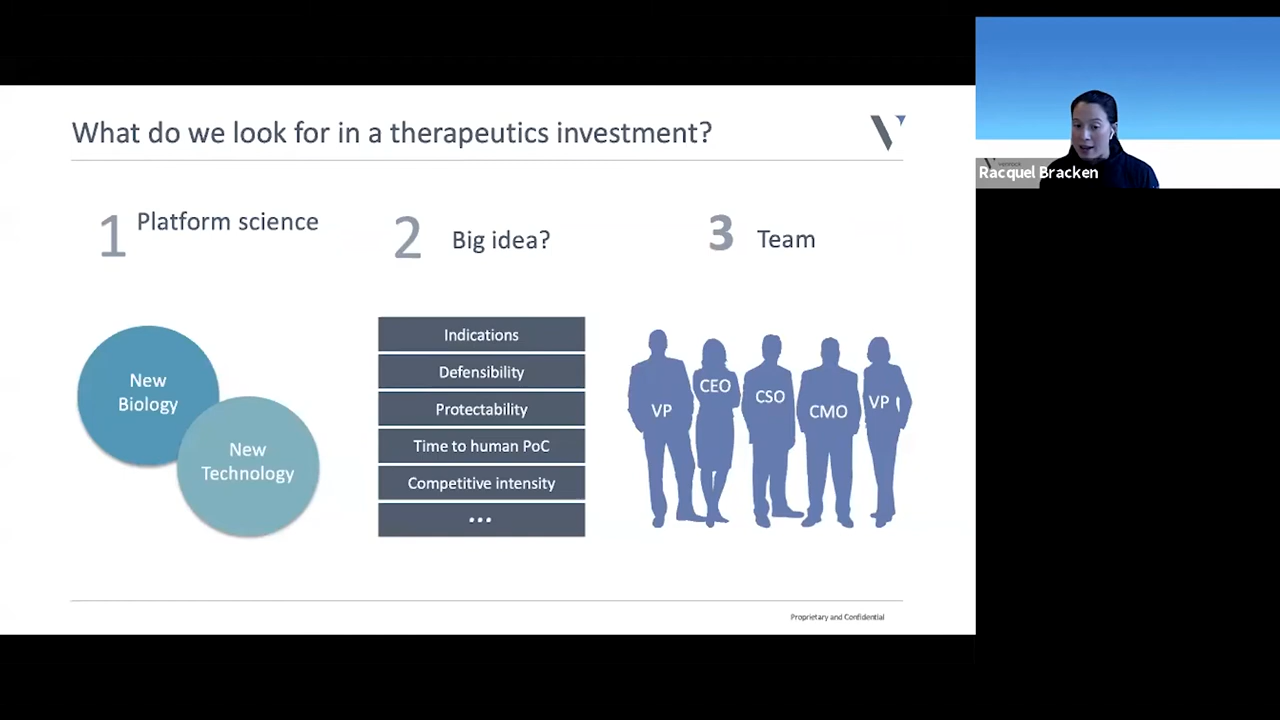 What do we look for in a therapeutics investment?
1 Platform science
2 Big idea?
3 Team
New
Biology
New
Technology
Indications
Defensibility
Protectability
Time to human PoC
Competitive intensity
...
VP
CEO
CSO
CMO
VP
Proprietary and Confidential
Racquel Bracken